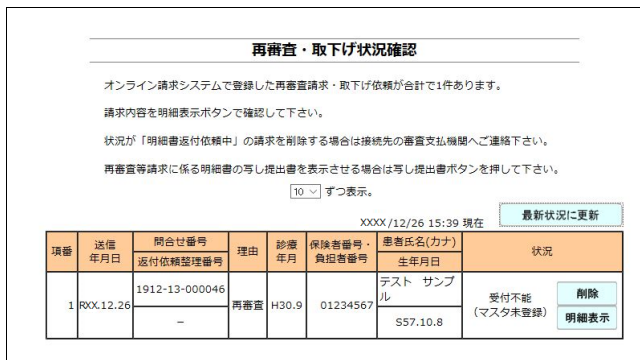 再審査・取下げ状況確認
オンライン請求システムで登録した再審査請求・取下げ依頼が合計で1件あります。
請求内容を明細表示ボタンで確認して下さい。
状況が「明細書返付依頼中」の請求を削除する場合は接続先の審査支払機関へご連絡下さい。
再審査等請求に係る明細書の写し提出書を表示させる場合は写し提出書ボタンを押して下さい。
10 ずつ表示。
XXXX/12/26 15:39 現在 最新状況に更新
項番 送信年月日 問合せ番号 返付依頼整理番号 理由 診療年月 保険者番号・負担者番号 患者氏名(カナ) 生年月日 状況
1 RXX.12.26 1912-13-000046 － 再審査 H30.9 01234567 テスト サンプル S57.10.8 受付不能(マスタ未登録) 削除 明細表示